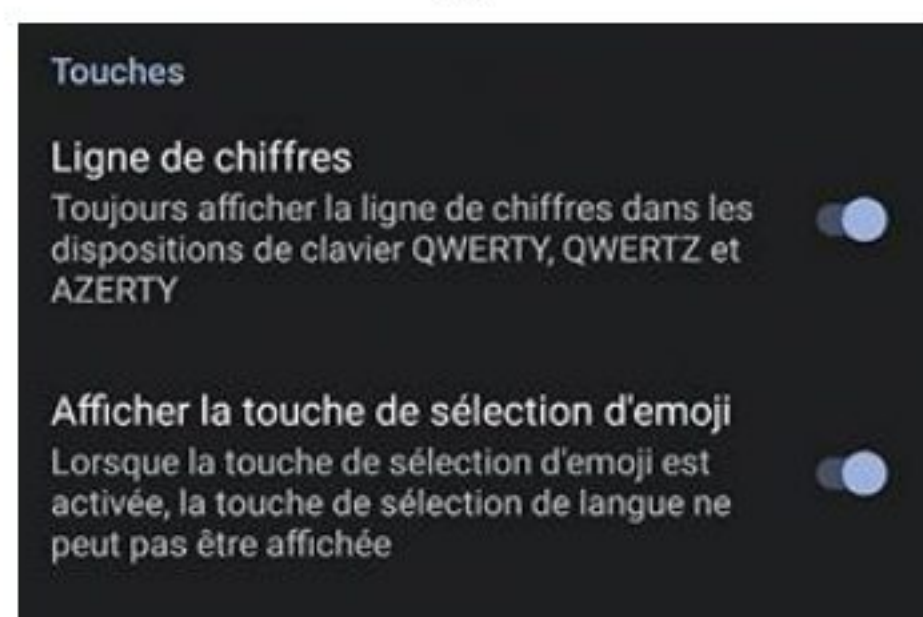 Touches
Ligne de chiffres
Toujours afficher la ligne de chiffres dans les
dispositions de clavier QWERTY, QWERTZ et
AZERTY
Afficher la touche de sélection d'emoji
Lorsque la touche de sélection d'emoji est
activée, la touche de sélection de langue ne
peut pas être affichée